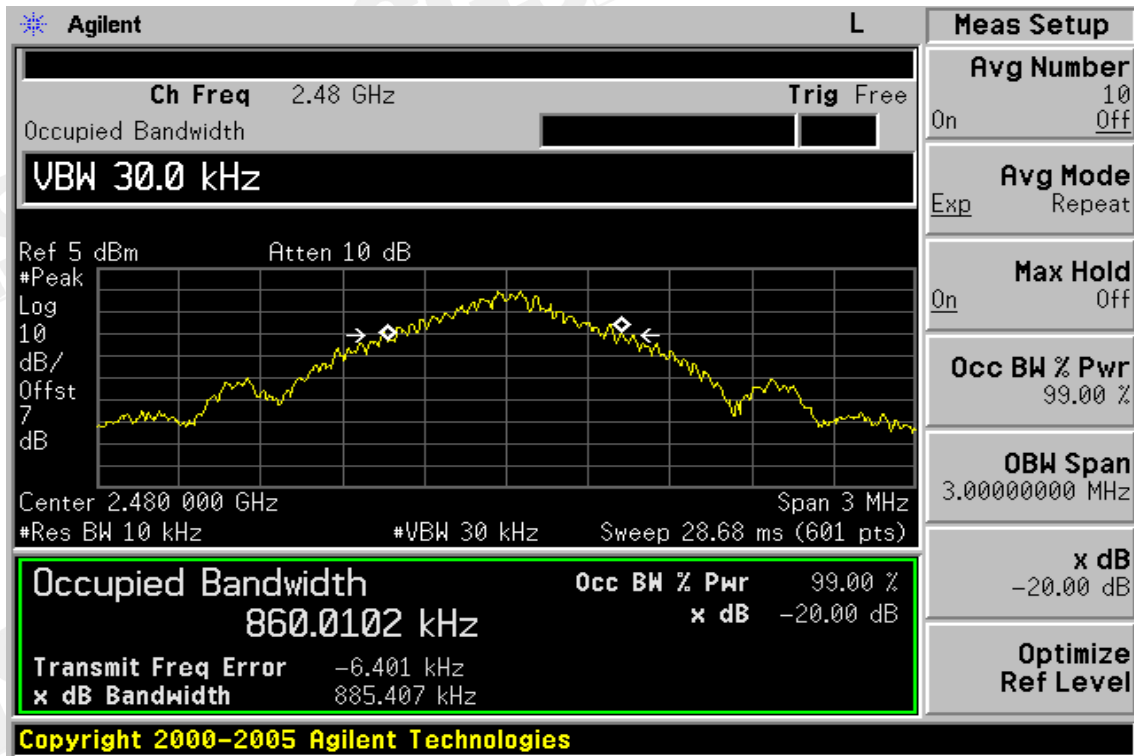 Agilent L
Ch Freq 2.48 GHz Trig Free
Occupied Bandwidth
VBW 30.0 kHz
Ref 5 dBm Atten 10 dB
#Peak
Log
10
dB/
Offst
7
dB
Center 2.480 000 GHz Span 3 MHz
#Res BW 10 kHz #VBW 30 kHz Sweep 28.68 ms (601 pts)
Occupied Bandwidth Occ BW % Pwr 99.00 %
860.0102 kHz x dB -20.00 dB
Transmit Freq Error -6.401 kHz
x dB Bandwidth 885.407 kHz
Copyright 2000-2005 Agilent Technologies
Meas Setup
Avg Number
10
On Off
Avg Mode
Exp Repeat
Max Hold
On Off
Occ BW % Pwr
99.00 %
OBW Span
3.00000000 MHz
x dB
-20.00 dB
Optimize
Ref Level